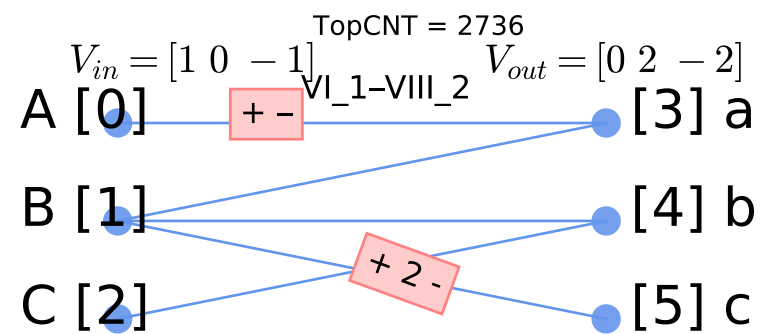 TopCNT = 2736
V_in = [1 0 − 1]
V_out = [0 2 − 2]
VI_1–VIII_2
A [0]
+ –
[3] a
B [1]
[4] b
+ 2 -
C [2]
[5] c